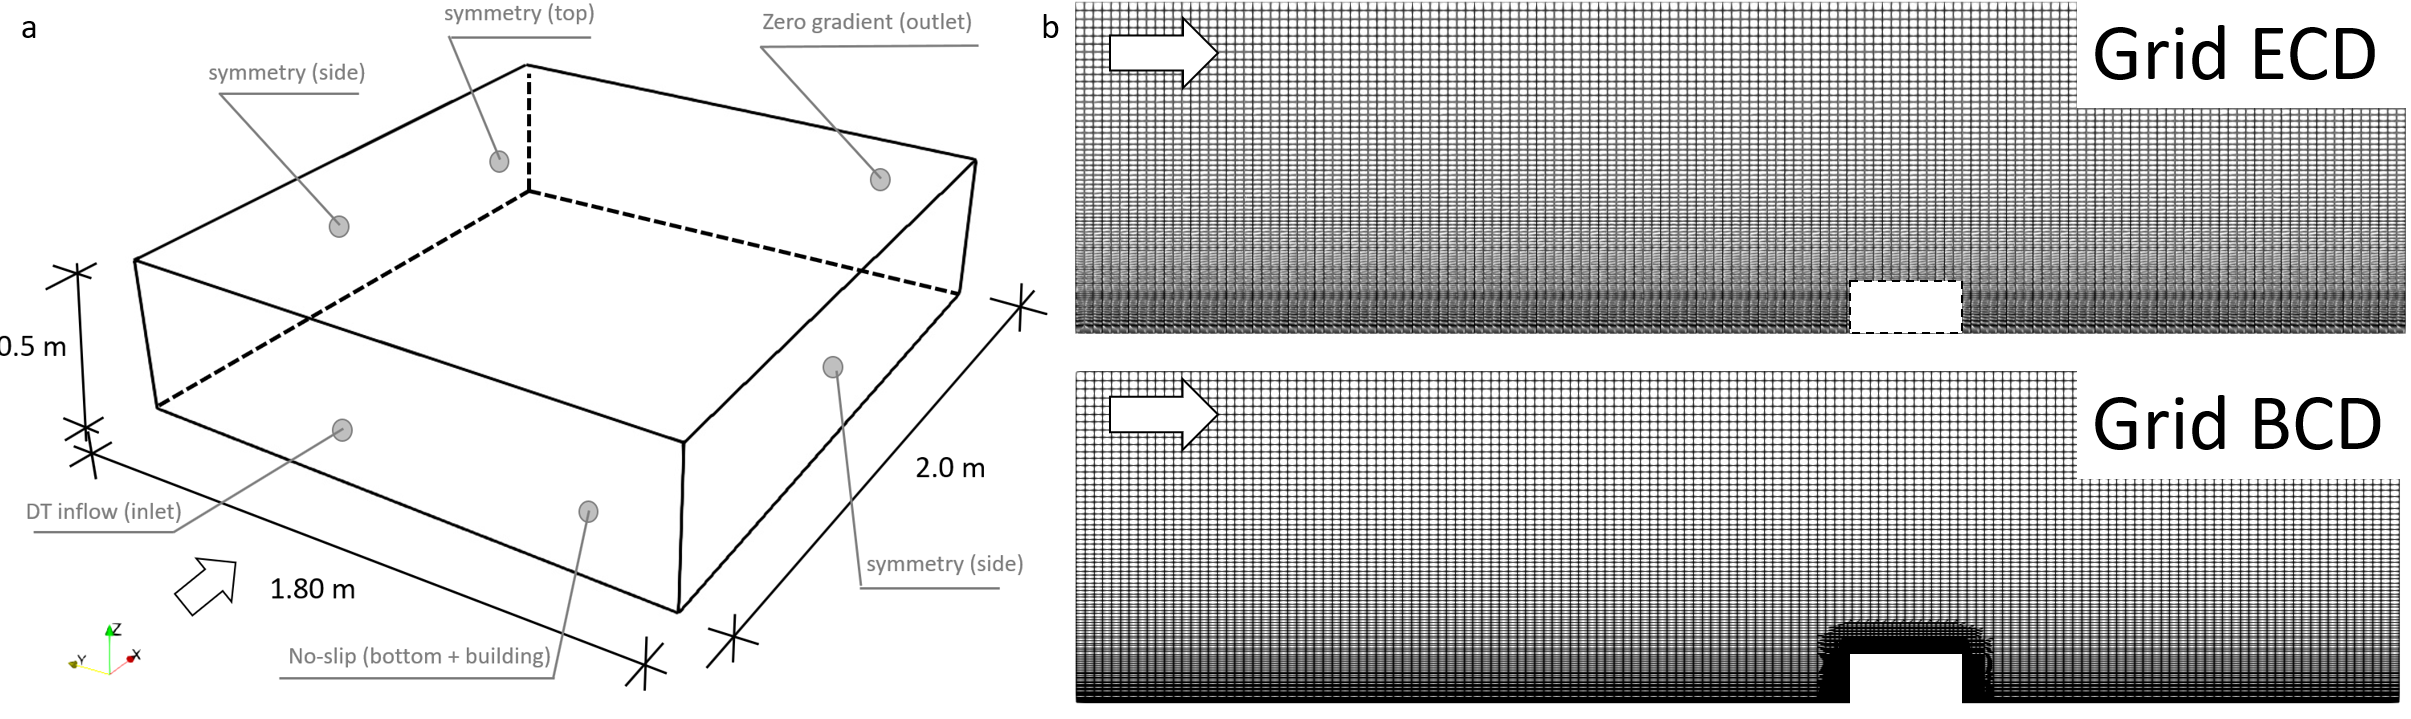 a
symmetry (top)
Zero gradient (outlet)
symmetry (side)
0.5 m
2.0 m
DT inflow (inlet)
symmetry (side)
1.80 m
No-slip (bottom + building)
Z
Y
X
b
Grid ECD
Grid BCD